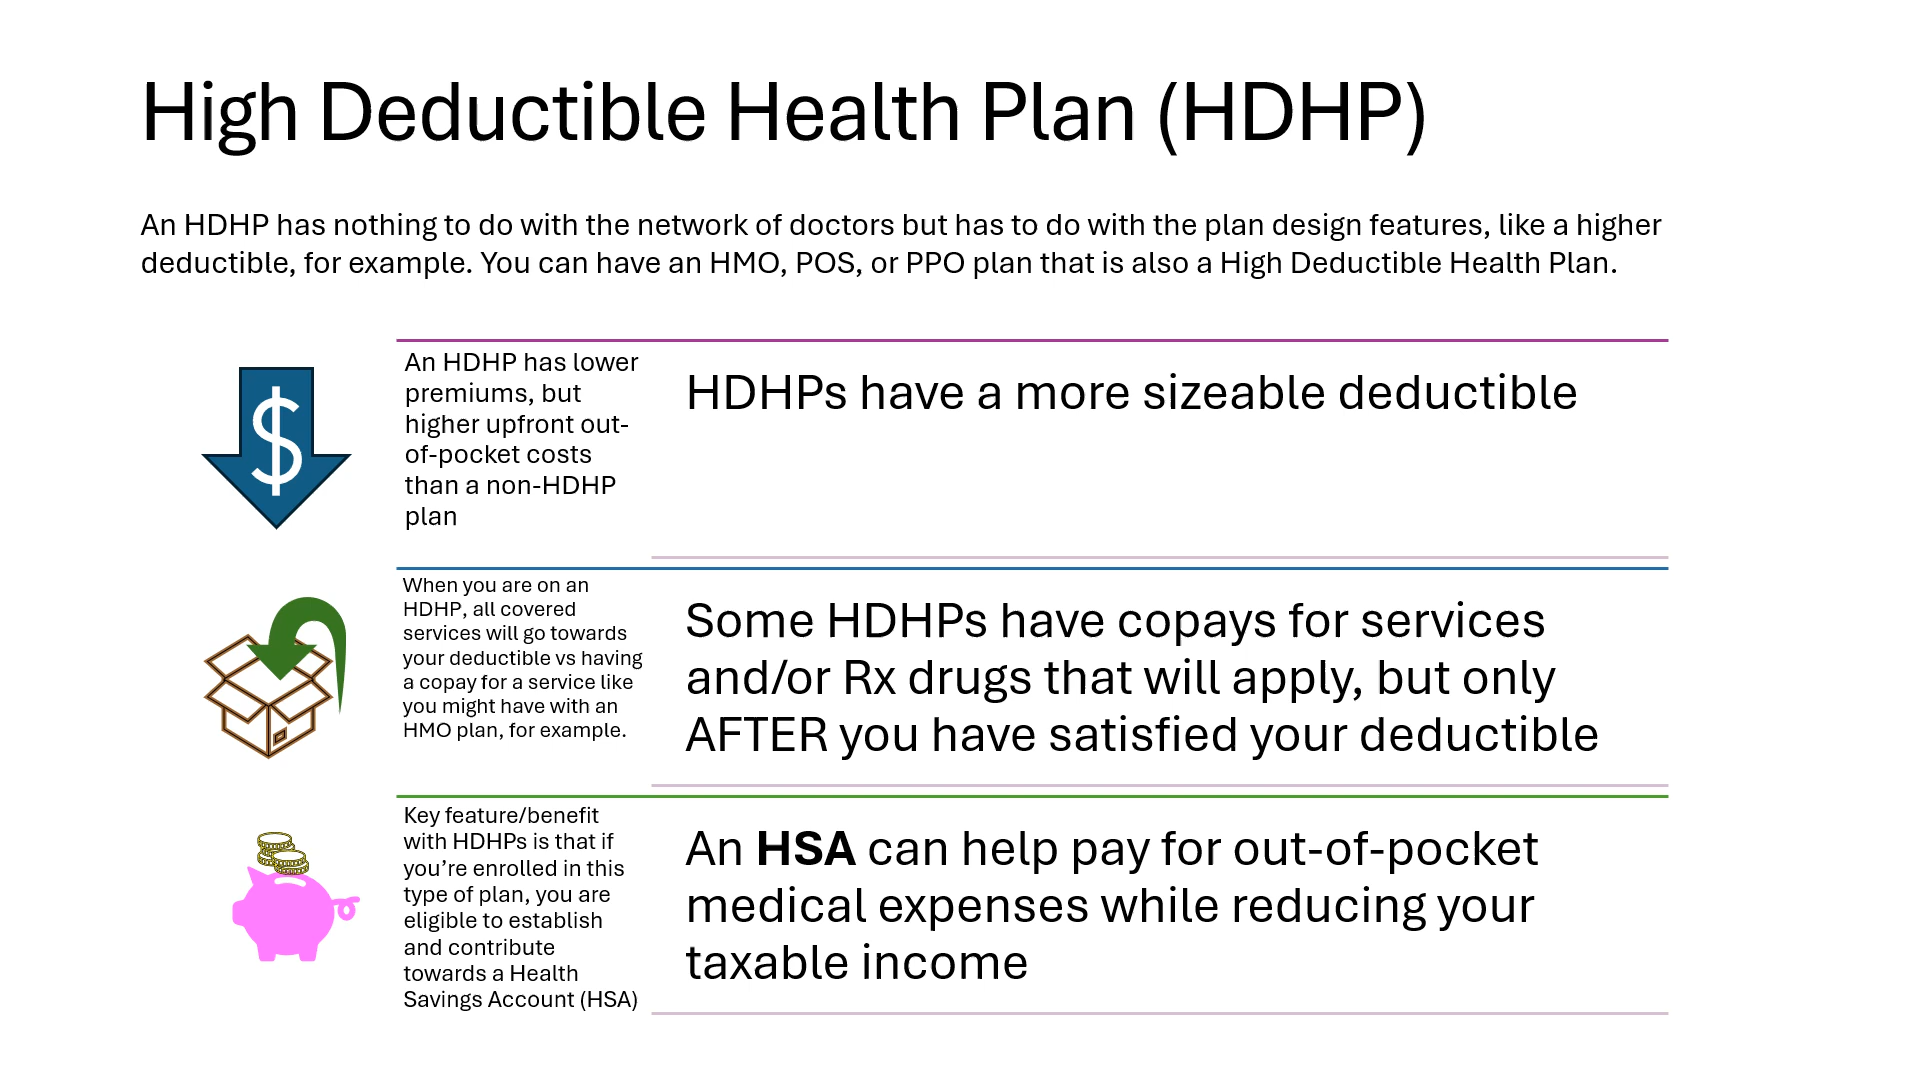 High Deductible Health Plan (HDHP)
An HDHP has nothing to do with the network of doctors but has to do with the plan design features, like a higher
deductible, for example. You can have an HMO, POS, or PPO plan that is also a High Deductible Health Plan.
$
An HDHP has lower
premiums, but
higher upfront out-
of-pocket costs
than a non-HDHP
plan
HDHPs have a more sizeable deductible
When you are on an
HDHP, all covered
services will go towards
your deductible vs having
a copay for a service like
you might have with an
HMO plan, for example.
Some HDHPs have copays for services
and/or Rx drugs that will apply, but only
AFTER you have satisfied your deductible
Key feature/benefit
with HDHPs is that if
you’re enrolled in this
type of plan, you are
eligible to establish
and contribute
towards a Health
Savings Account (HSA)
An HSA can help pay for out-of-pocket
medical expenses while reducing your
taxable income